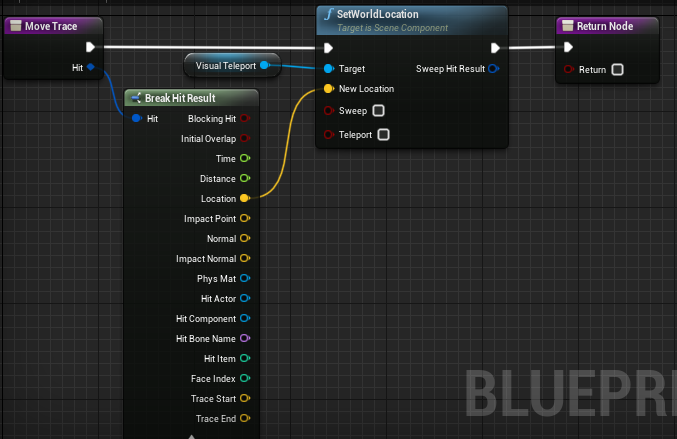 Move Trace
Hit
Visual Teleport
SetWorldLocation
Target is Scene Component
Target
Sweep Hit Result
New Location
Sweep
Teleport
Return Node
Return
Break Hit Result
Hit
Blocking Hit
Initial Overlap
Time
Distance
Location
Impact Point
Normal
Impact Normal
Phys Mat
Hit Actor
Hit Component
Hit Bone Name
Hit Item
Face Index
Trace Start
Trace End